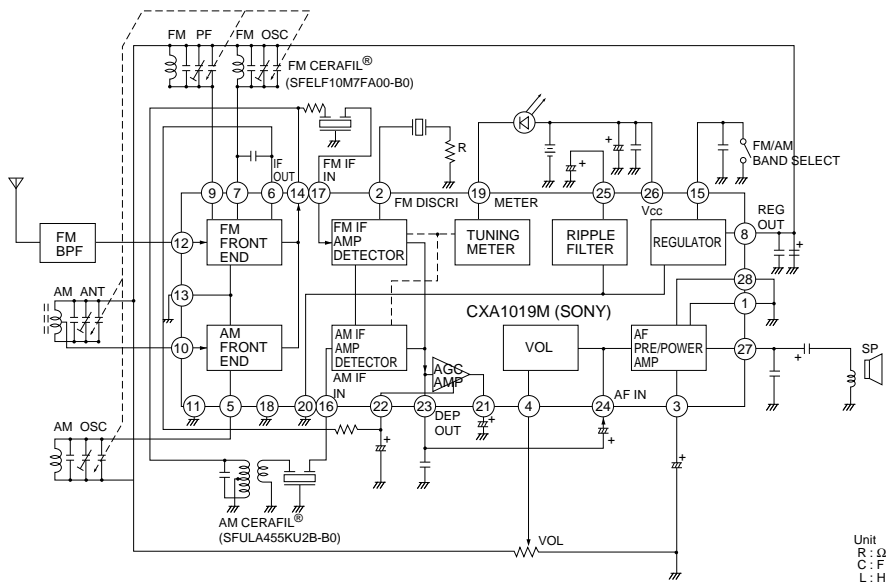 FM PF FM OSC
FM CERAFIL®
(SFELF10M7FA00-B0)
IF OUT
FM IF
IN
R
FM/AM
BAND SELECT
9 7 6 14 17 2 19 25 26 15
FM DISCRI METER
Vcc
REG
OUT
8
FM
BPF
12
FM
FRONT
END
FM IF
AMP
DETECTOR
TUNING
METER
RIPPLE
FILTER
REGULATOR
28
13
AM ANT
CXA1019M (SONY)
1
10
AM
FRONT
END
AM IF
AMP
DETECTOR
AGC
AMP
VOL
AF
PRE/POWER
AMP
27
SP
AM IF
IN
AF IN
11 5 18 20 16 22 23 21 4 24 3
DEP
OUT
AM OSC
AM CERAFIL®
(SFULA455KU2B-B0)
VOL
Unit
R : Ω
C : F
L : H